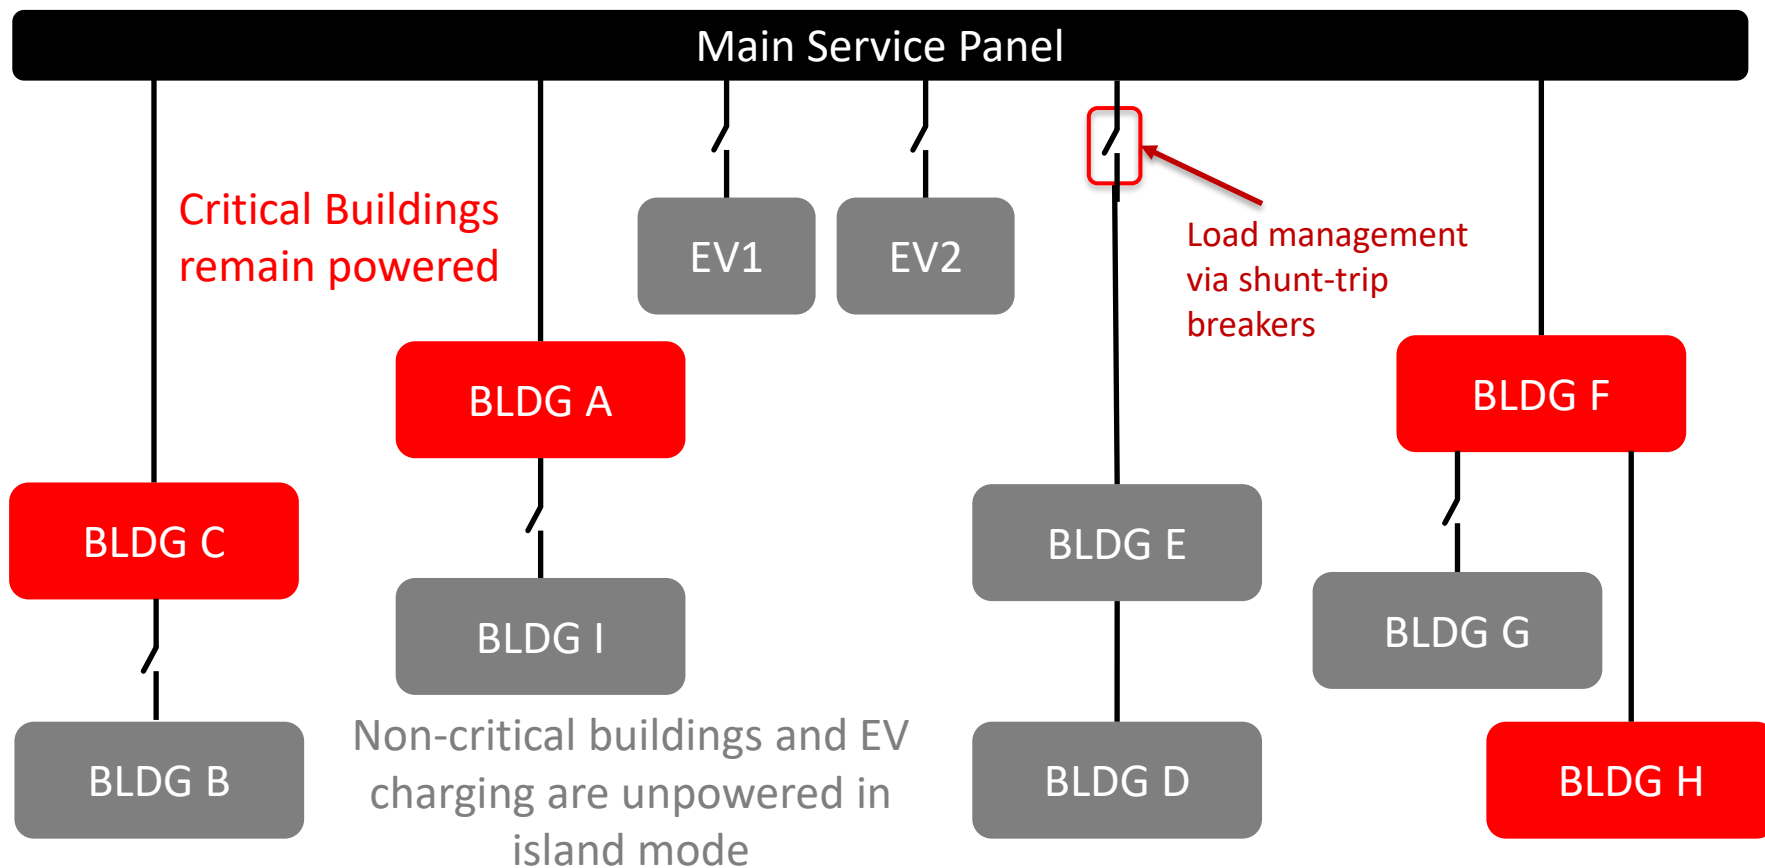 Main Service Panel
Critical Buildings
remain powered
EV1
EV2
Load management
via shunt-trip
breakers
BLDG A
BLDG F
BLDG C
BLDG E
BLDG I
BLDG G
Non-critical buildings and EV
charging are unpowered in
island mode
BLDG B
BLDG D
BLDG H